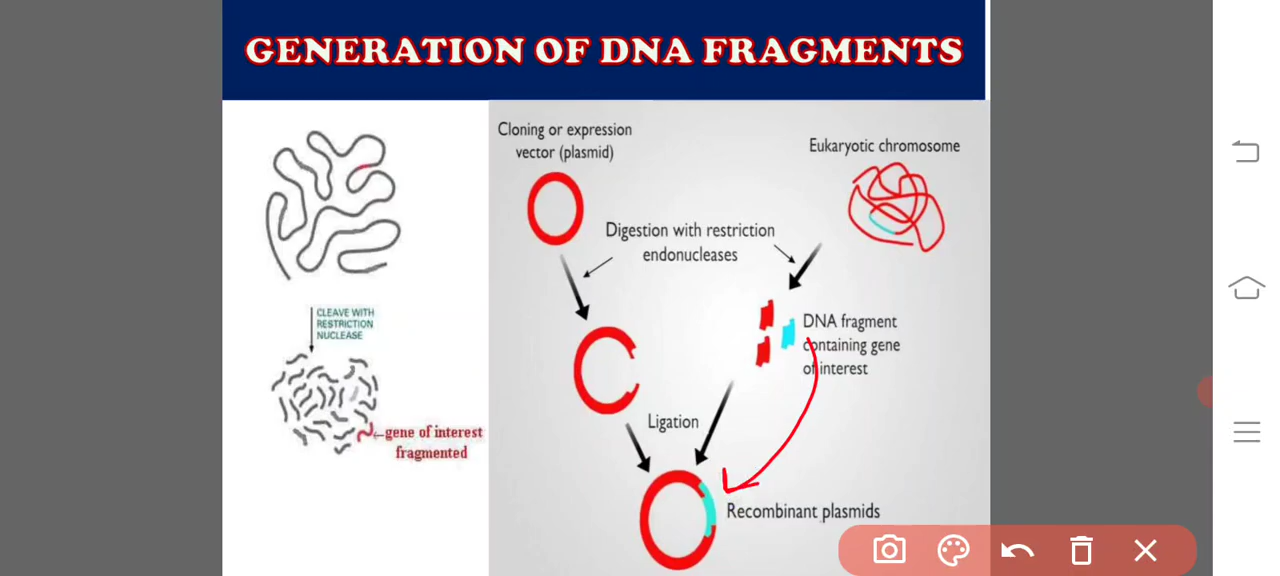 GENERATION OF DNA FRAGMENTS
Cloning or expression
vector (plasmid)
Eukaryotic chromosome
Digestion with restriction
endonucleases
CLEAVE WITH
RESTRICTION
NUCLEASE
DNA fragment
containing gene
of interest
gene of interest
fragmented
Ligation
Recombinant plasmids